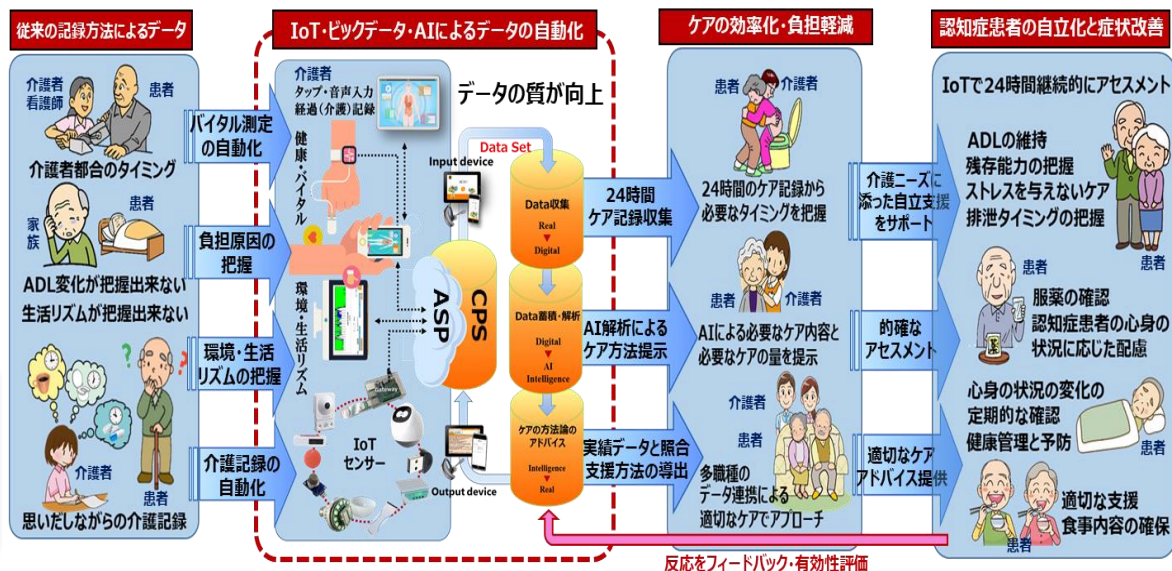 従来の記録方法によるデータ
介護者
看護師
患者
介護者都合のタイミング
家族
患者
ADL変化が把握出来ない
生活リズムが把握出来ない
介護者
患者
思いだしながらの介護記録
バイタル測定
の自動化
負担原因の
把握
環境・生活
リズムの把握
介護記録の
自動化
IoT・ビックデータ・AIによるデータの自動化
介護者
タップ・音声入力
経過(介護)記録
健康・バイタル
環境・生活リズム
IoT
センサー
Gateway
データの質が向上
Input device
Data Set
CPS
ASP
Output device
Data収集
Real
Digital
Data蓄積・解析
Digital
AI
Intelligence
ケアの方法論の
アドバイス
Intelligence
Real
24時間
ケア記録収集
AI解析による
ケア方法提示
実績データと照合
支援方法の導出
ケアの効率化・負担軽減
患者
介護者
24時間のケア記録から
必要なタイミングを把握
患者
介護者
AIによる必要なケア内容と
必要なケアの量を提示
介護者
患者
多職種の
データ連携による
適切なケアでアプローチ
介護ニーズに
添った自立支援
をサポート
的確な
アセスメント
適切なケア
アドバイス提供
認知症患者の自立化と症状改善
IoTで24時間継続的にアセスメント
ADLの維持
残存能力の把握
ストレスを与えないケア
排泄タイミングの把握
患者
患者
服薬の確認
認知症患者の心身の
状況に応じた配慮
心身の状況の変化の
定期的な確認
健康管理と予防
患者
適切な支援
食事内容の確保
患者
反応をフィードバック・有効性評価